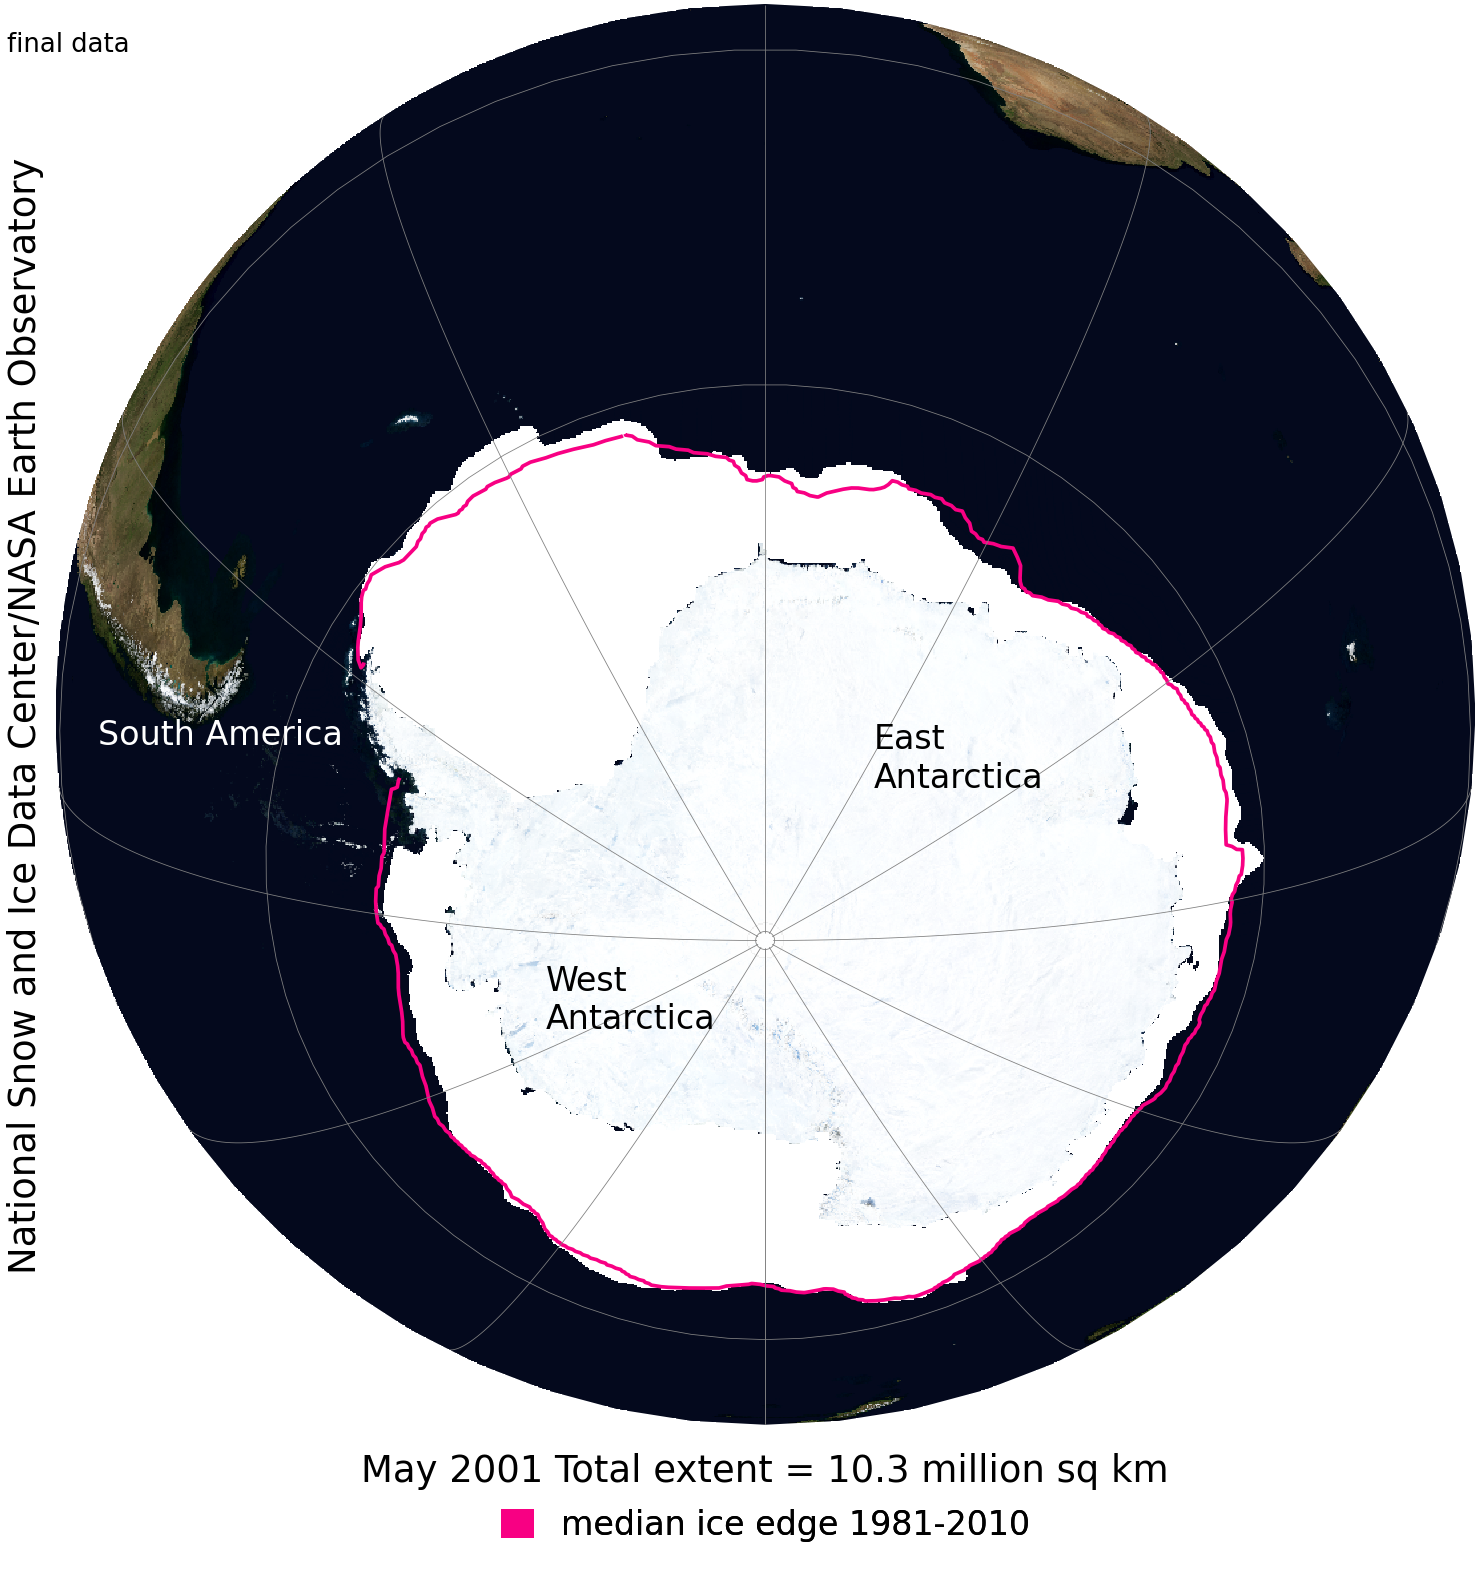 final data
National Snow and Ice Data Center/NASA Earth Observatory
South America
East
Antarctica
West
Antarctica
May 2001 Total extent = 10.3 million sq km
median ice edge 1981-2010